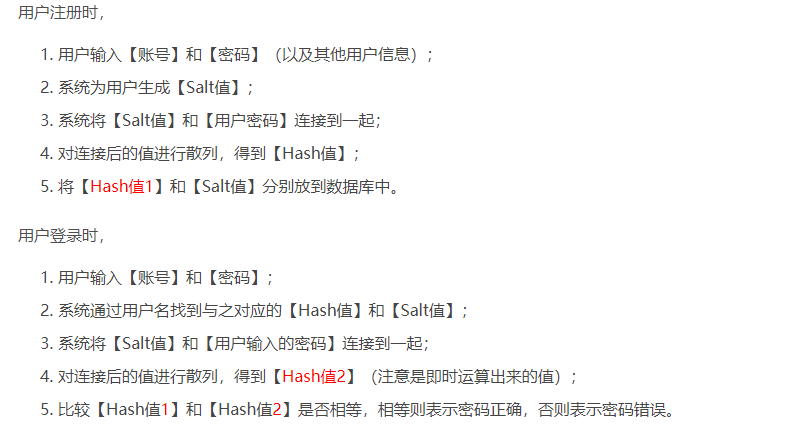 用户注册时，
1. 用户输入【账号】和【密码】（以及其他用户信息）；
2. 系统为用户生成【Salt值】；
3. 系统将【Salt值】和【用户密码】连接到一起；
4. 对连接后的值进行散列，得到【Hash值】；
5. 将【Hash值1】和【Salt值】分别放到数据库中。
用户登录时，
1. 用户输入【账号】和【密码】；
2. 系统通过用户名找到与之对应的【Hash值】和【Salt值】；
3. 系统将【Salt值】和【用户输入的密码】连接到一起；
4. 对连接后的值进行散列，得到【Hash值2】（注意是即时运算出来的值）；
5. 比较【Hash值1】和【Hash值2】是否相等，相等则表示密码正确，否则表示密码错误。